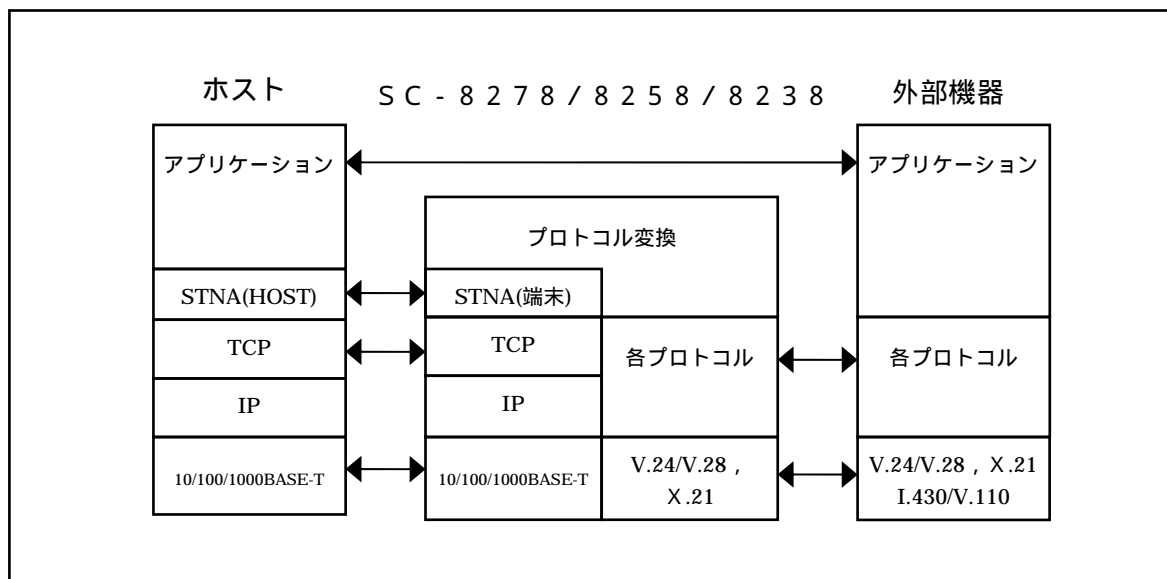 ホスト
SC-8278/8258/8238
外部機器
アプリケーション
アプリケーション
プロトコル変換
STNA(HOST)
STNA(端末)
TCP
TCP
各プロトコル
各プロトコル
IP
IP
10/100/1000BASE-T
10/100/1000BASE-T
V.24/V.28 ,
X.21
V.24/V.28 , X.21
I.430/V.110